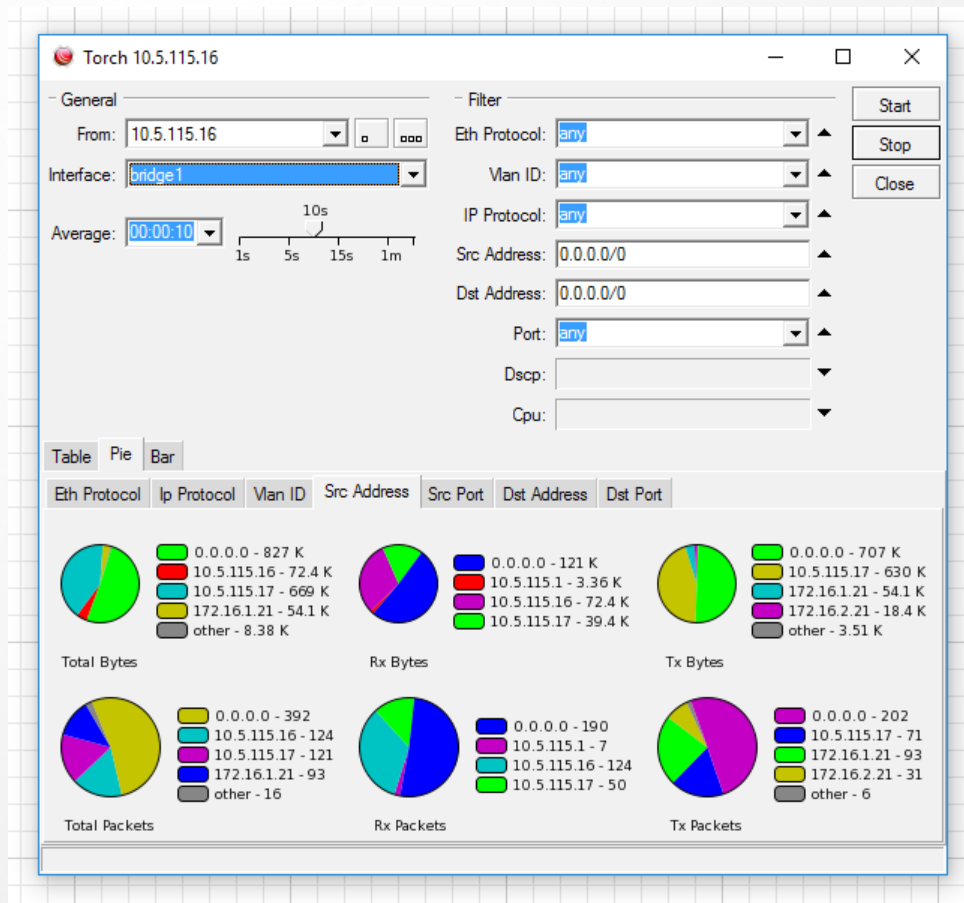 Torch 10.5.115.16
General
From: 10.5.115.16
Interface: bridge1
Average: 00:00:10
10s
1s 5s 15s 1m
Filter
Eth Protocol: any
Vlan ID: any
IP Protocol: any
Src Address: 0.0.0.0/0
Dst Address: 0.0.0.0/0
Port: any
Dscp:
Cpu:
Start
Stop
Close
Table Pie Bar
Eth Protocol Ip Protocol Vlan ID Src Address Src Port Dst Address Dst Port
0.0.0.0 - 827 K
10.5.115.16 - 72.4 K
10.5.115.17 - 669 K
172.16.1.21 - 54.1 K
other - 8.38 K
Total Bytes
0.0.0.0 - 121 K
10.5.115.1 - 3.36 K
10.5.115.16 - 72.4 K
10.5.115.17 - 39.4 K
Rx Bytes
0.0.0.0 - 707 K
10.5.115.17 - 630 K
172.16.1.21 - 54.1 K
172.16.2.21 - 18.4 K
other - 3.51 K
Tx Bytes
0.0.0.0 - 392
10.5.115.16 - 124
10.5.115.17 - 121
172.16.1.21 - 93
other - 16
Total Packets
0.0.0.0 - 190
10.5.115.1 - 7
10.5.115.16 - 124
10.5.115.17 - 50
Rx Packets
0.0.0.0 - 202
10.5.115.17 - 71
172.16.1.21 - 93
172.16.2.21 - 31
other - 6
Tx Packets